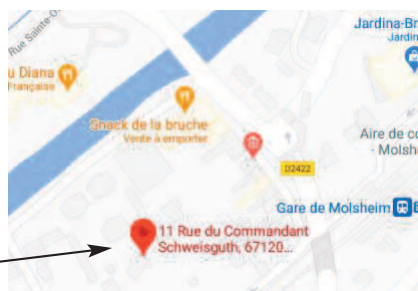 Rue Sainte-O
Jardina-Br
Jardin
u Diana
Française
Snack de la bruche
Vente à emporter
Aire de co
- Molshe
D2422
Gare de Molsheim
11 Rue du Commandant
Schweisguth, 67120...